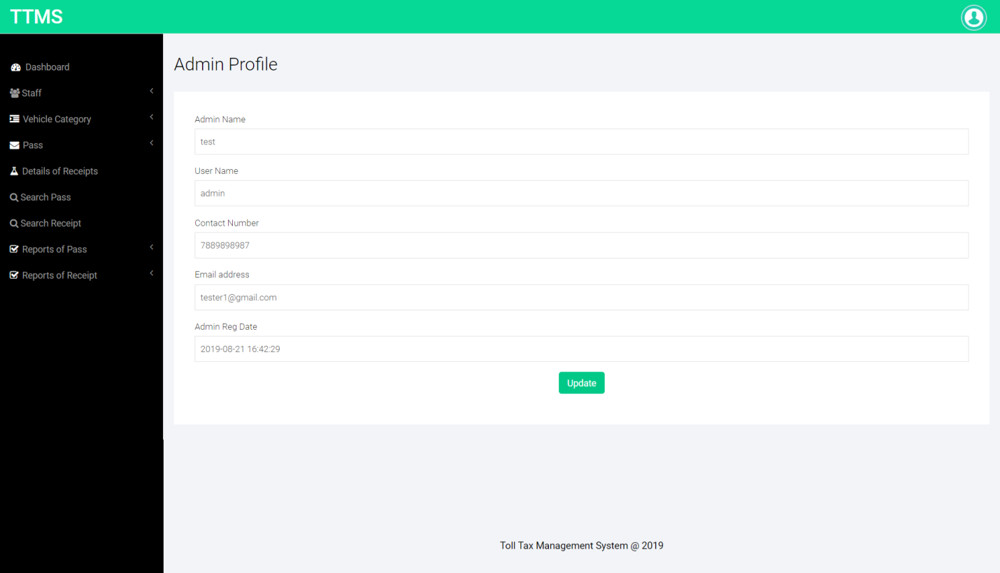 TTMS
Dashboard
Staff
Vehicle Category
Pass
Details of Receipts
Search Pass
Search Receipt
Reports of Pass
Reports of Receipt
Admin Profile
Admin Name
test
User Name
admin
Contact Number
7889898987
Email address
tester1@gmail.com
Admin Reg Date
2019-08-21 16:42:29
Update
Toll Tax Management System @ 2019